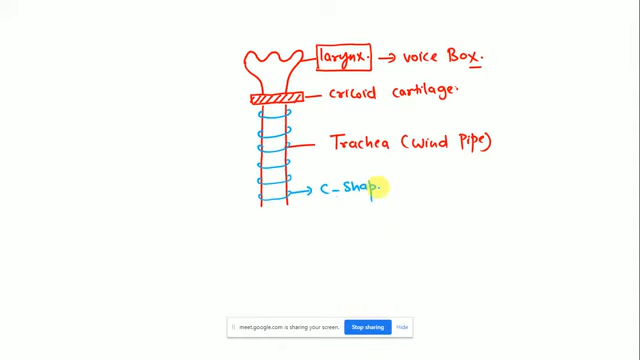 larynx. → voice Box.
cricoid cartilage.
Trachea (Wind Pipe)
→ C-Shap
meet.google.com is sharing your screen.
Stop sharing
Hide